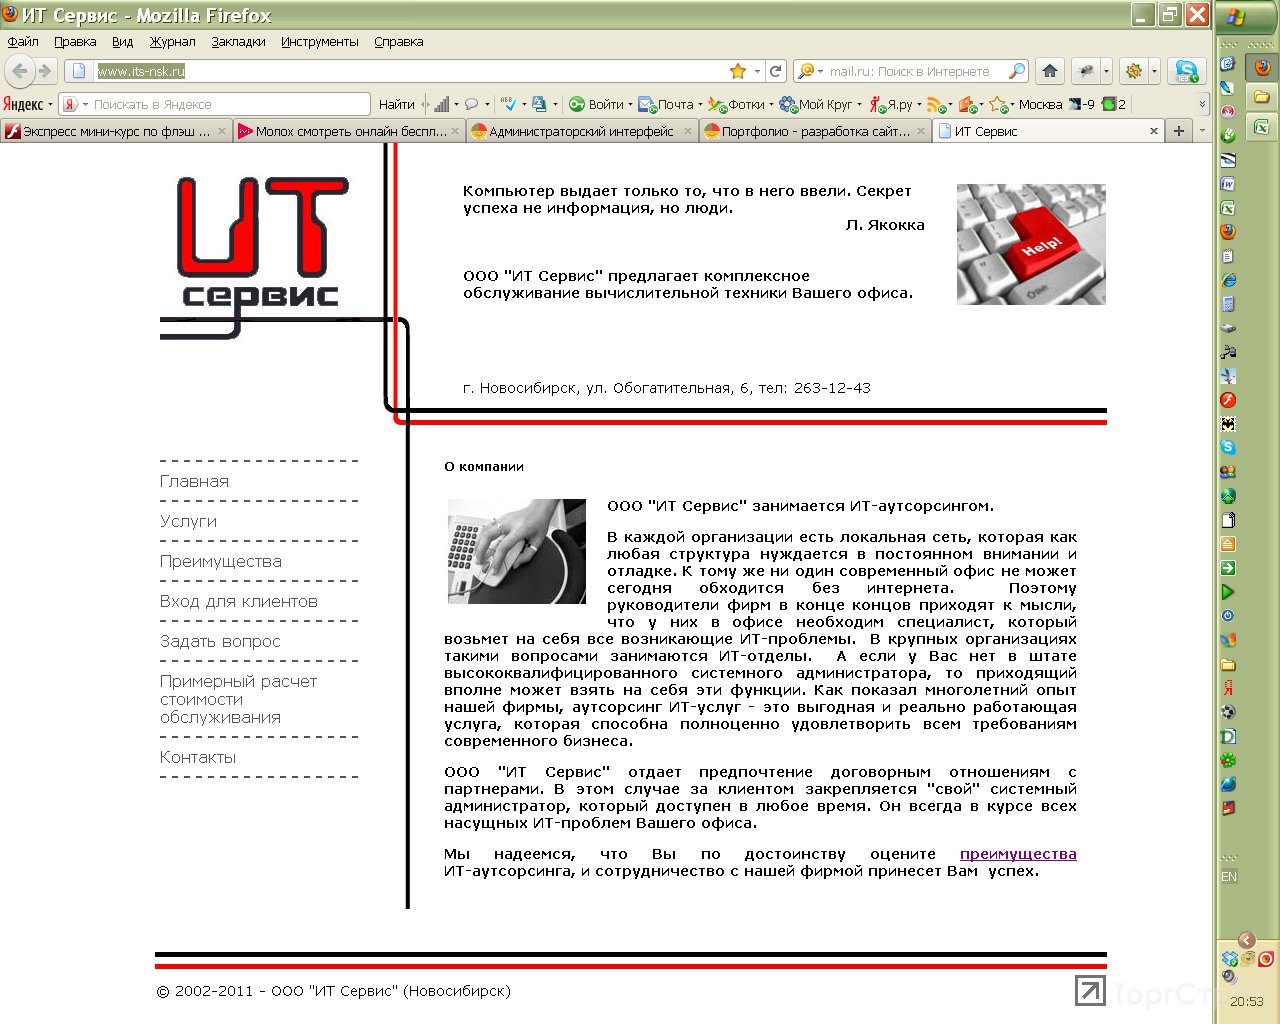 ИТ Сервис - Mozilla Firefox
Файл Правка Вид Журнал Закладки Инструменты Справка
www.its-nsk.ru
mail.ru: Поиск в Интернете
Яндекс
Поискать в Яндексе
Найти
Войти
Почта
Фотки
Мой Круг
Я.ру
Москва -9 2
Экспресс мини-курс по флэш ...
Молох смотреть онлайн беспл...
Администраторский интерфейс
Портфолио - разработка сайт...
ИТ Сервис
ИТ
сервис
Компьютер выдает только то, что в него ввели. Секрет
успеха не информация, но люди.
Л. Якокка
Help!
ООО "ИТ Сервис" предлагает комплексное
обслуживание вычислительной техники Вашего офиса.
г. Новосибирск, ул. Обогатительная, 6, тел: 263-12-43
Главная
Услуги
Преимущества
Вход для клиентов
Задать вопрос
Примерный расчет
стоимости
обслуживания
Контакты
О компании
ООО "ИТ Сервис" занимается ИТ-аутсорсингом.
В каждой организации есть локальная сеть, которая как
любая структура нуждается в постоянном внимании и
отладке. К тому же ни один современный офис не может
сегодня обходится без интернета. Поэтому
руководители фирм в конце концов приходят к мысли,
что у них в офисе необходим специалист, который
возьмет на себя все возникающие ИТ-проблемы. В крупных организациях
такими вопросами занимаются ИТ-отделы. А если у Вас нет в штате
высококвалифицированного системного администратора, то приходящий
вполне может взять на себя эти функции. Как показал многолетний опыт
нашей фирмы, аутсорсинг ИТ-услуг - это выгодная и реально работающая
услуга, которая способна полноценно удовлетворить всем требованиям
современного бизнеса.
ООО "ИТ Сервис" отдает предпочтение договорным отношениям с
партнерами. В этом случае за клиентом закрепляется "свой" системный
администратор, который доступен в любое время. Он всегда в курсе всех
насущных ИТ-проблем Вашего офиса.
Мы надеемся, что Вы по достоинству оцените преимущества
ИТ-аутсорсинга, и сотрудничество с нашей фирмой принесет Вам успех.
© 2002-2011 - ООО "ИТ Сервис" (Новосибирск)
EN
20:53